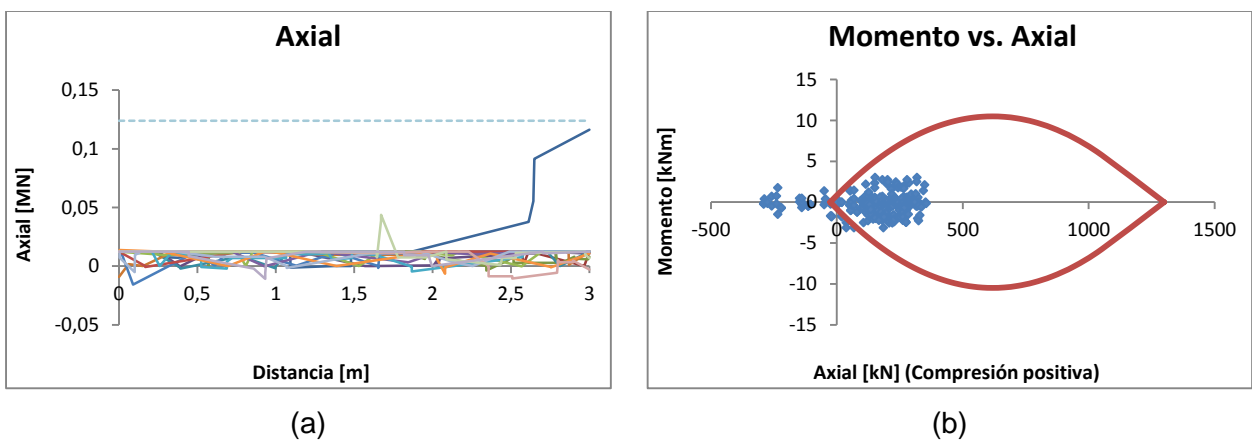 Axial
0,15
0,1
0,05
0
-0,05
Axial [MN]
0 0,5 1 1,5 2 2,5 3
Distancia [m]
(a)
Momento vs. Axial
15
10
5
0
-5
-10
-15
Momento [kNm]
-500 0 500 1000 1500
Axial [kN] (Compresión positiva)
(b)